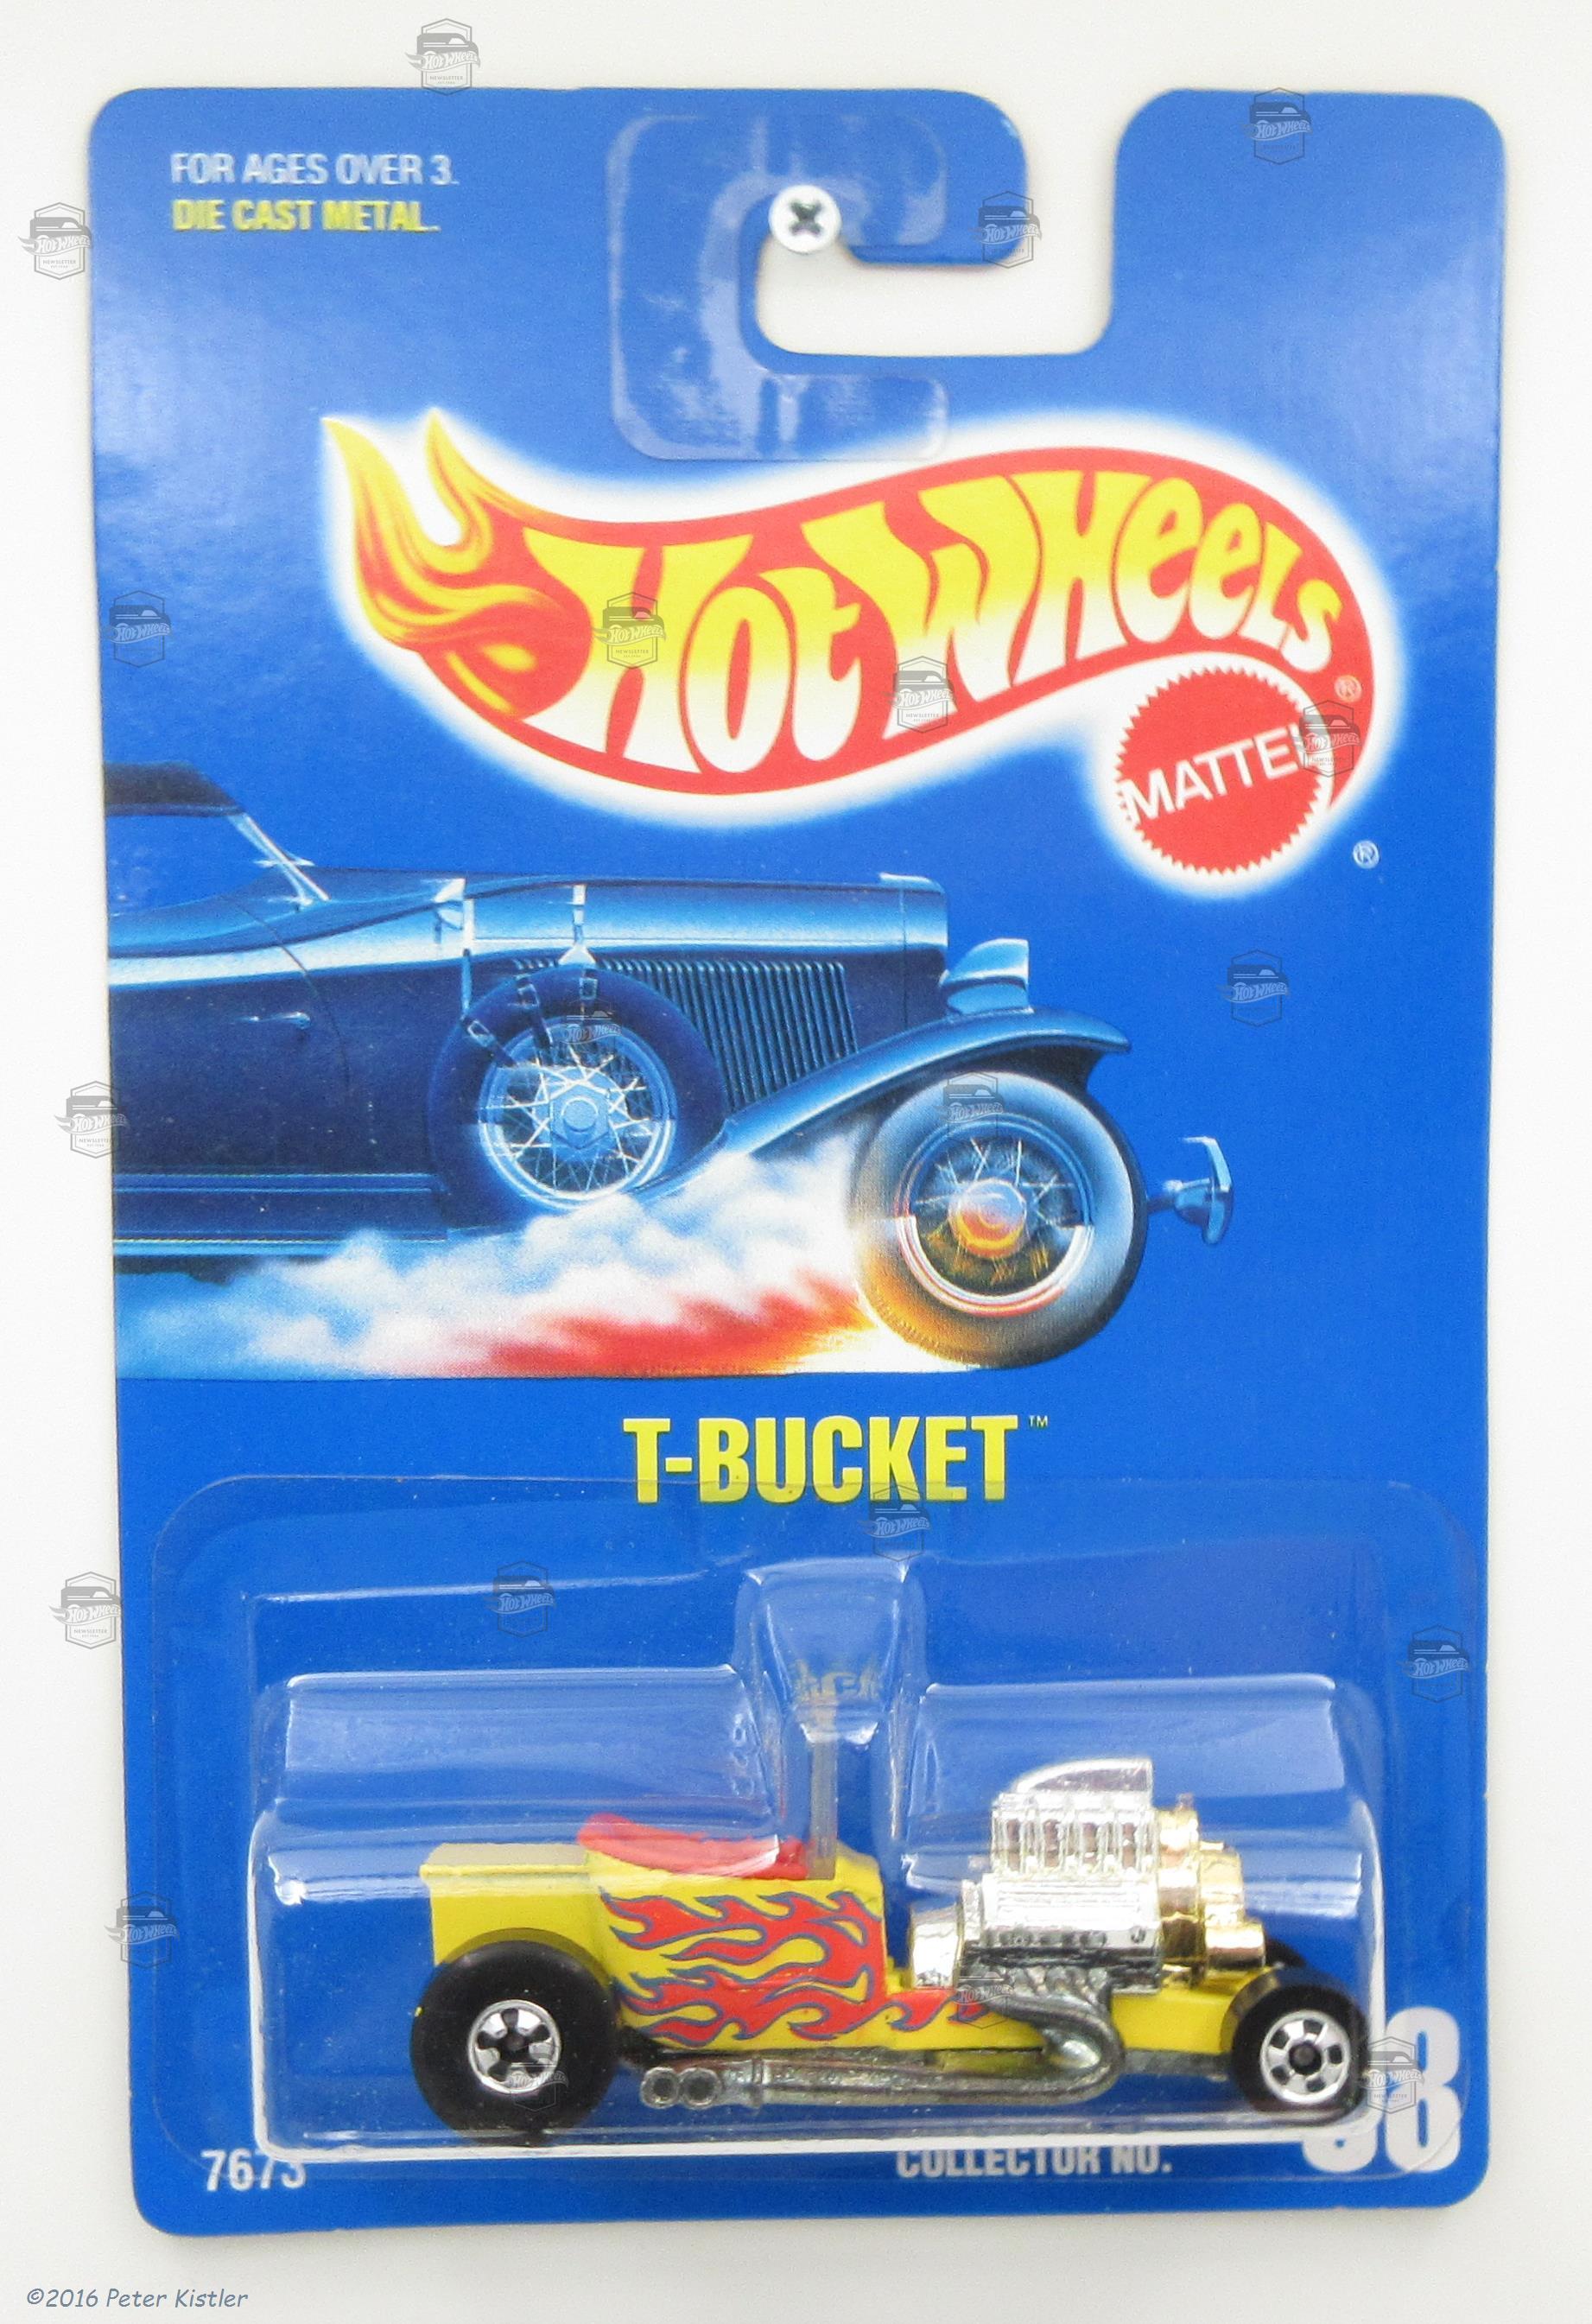 FOR AGES OVER 3.
DIE CAST METAL.
Hot Wheels ®
MATTEL
®
T-BUCKET™
7673
COLLECTOR NO.
©2016 Peter Kistler